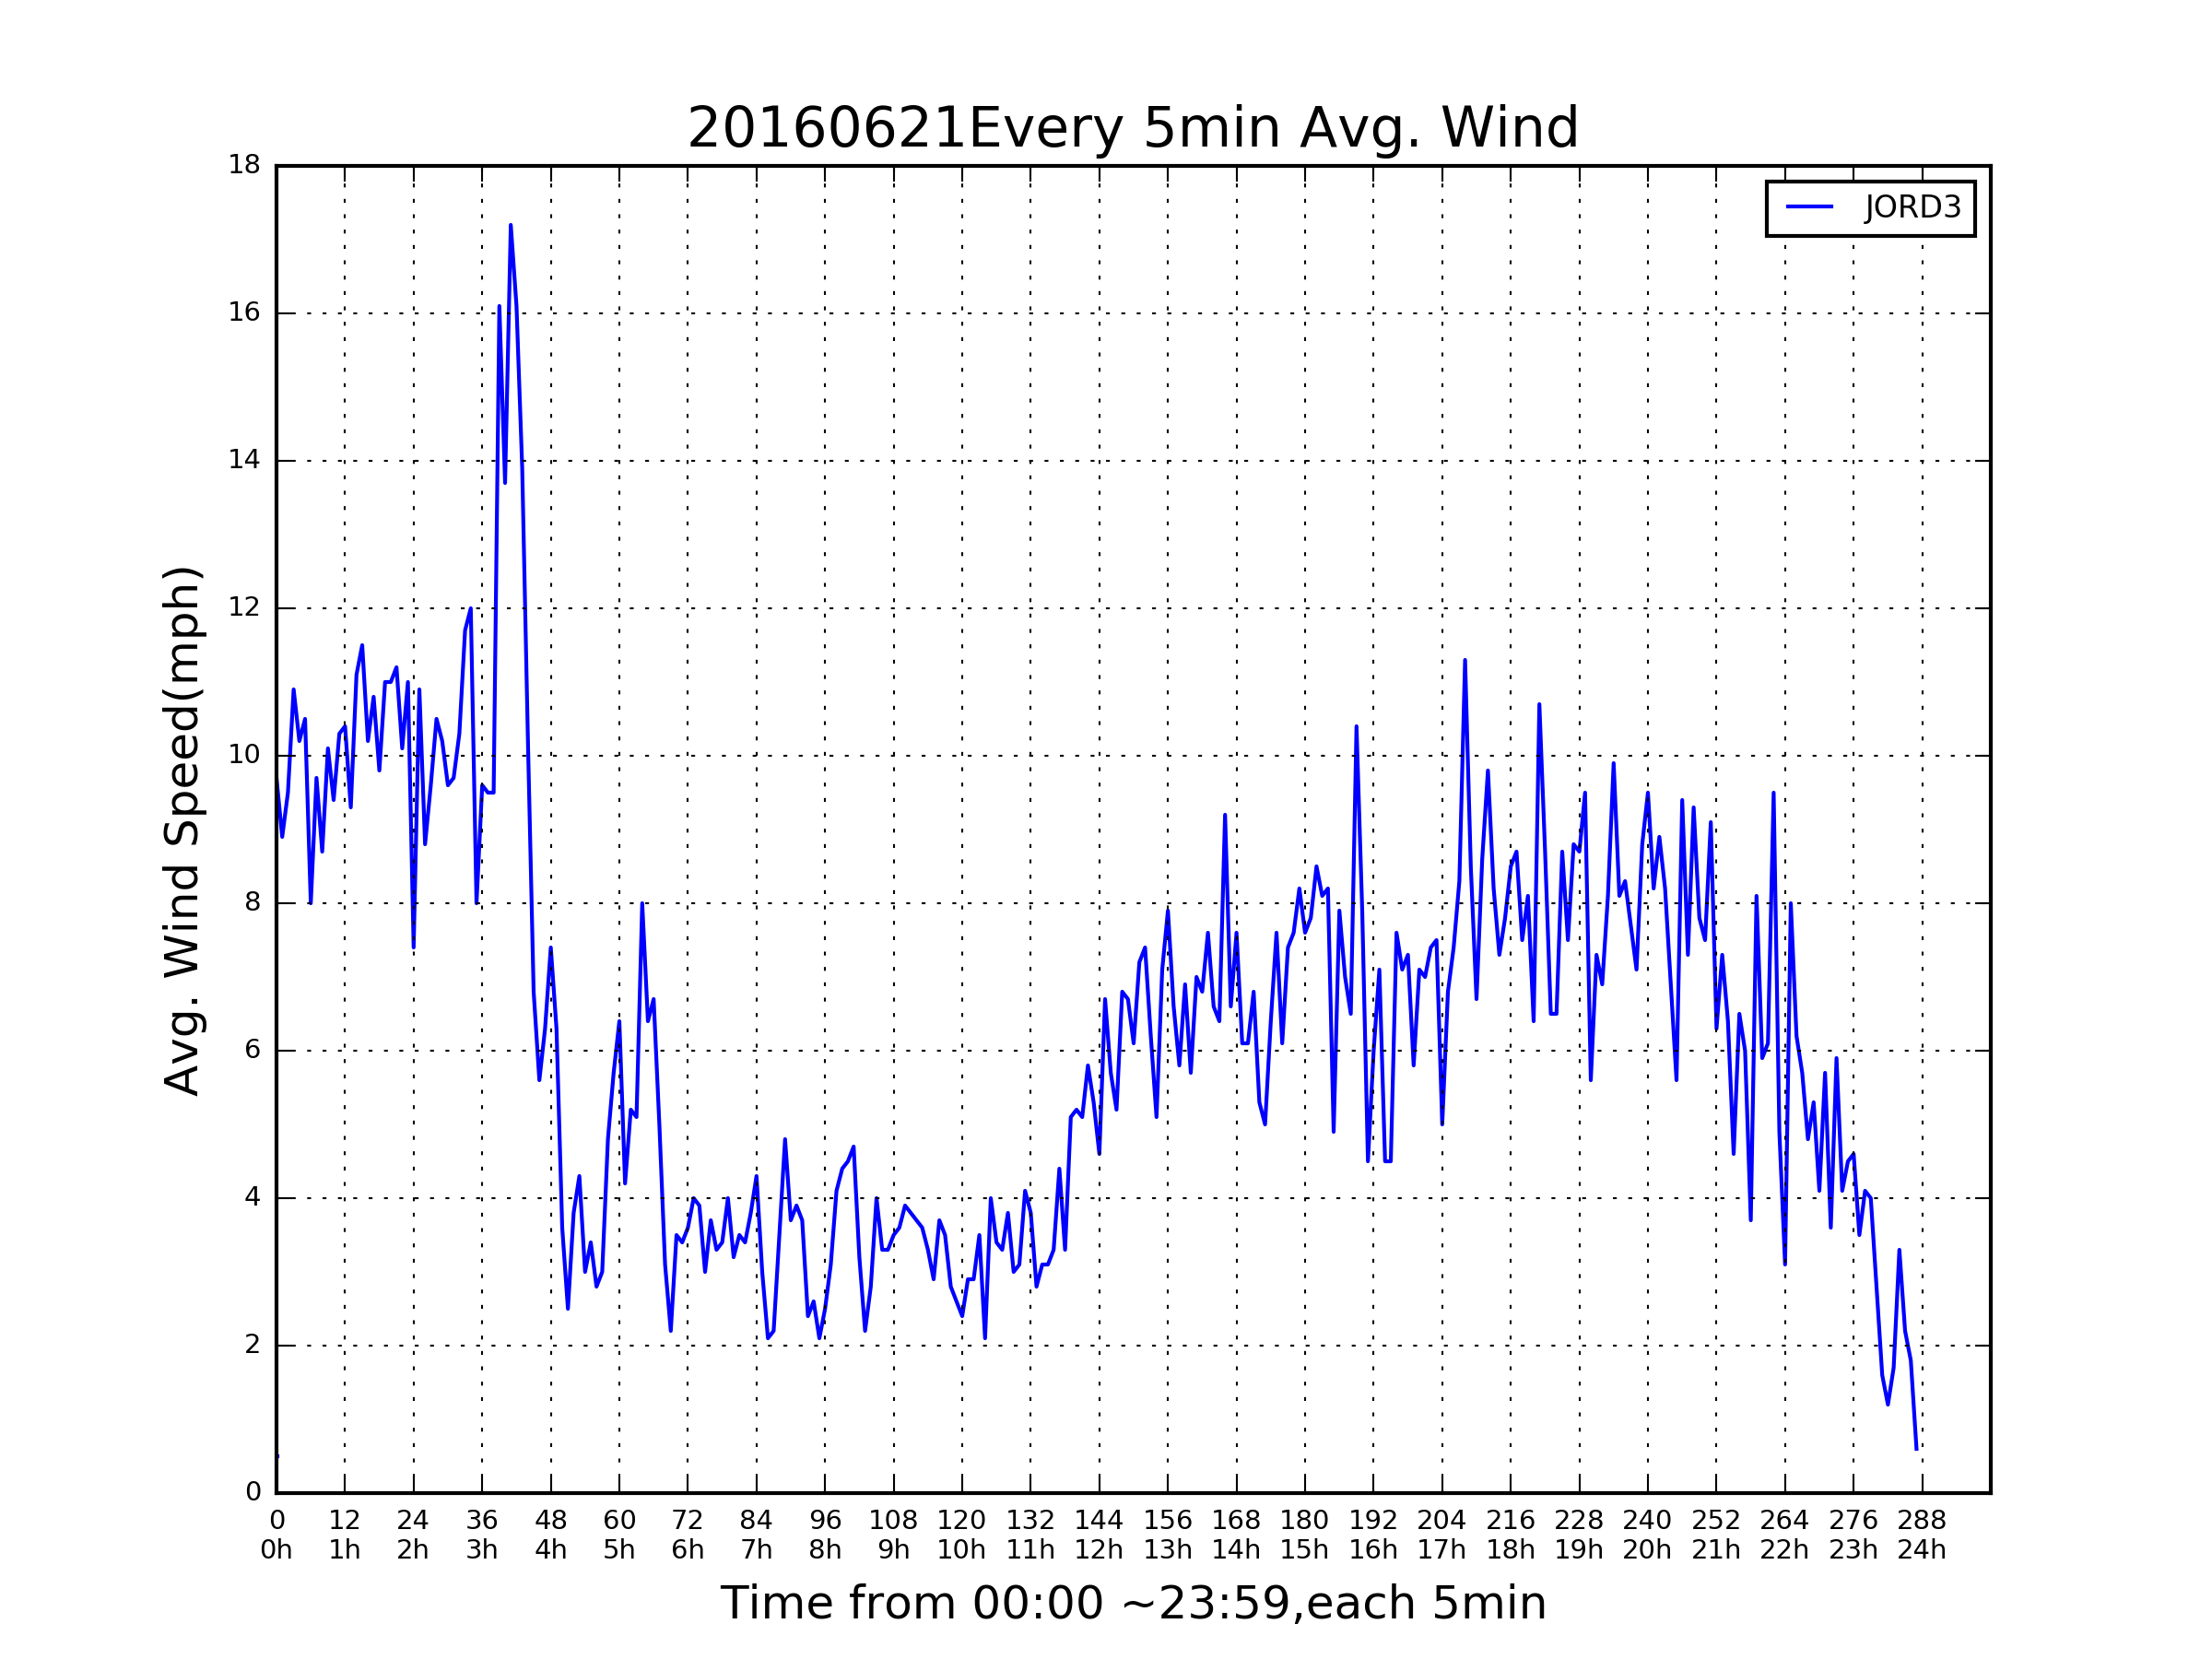 20160621Every 5min Avg. Wind
JORD3
Avg. Wind Speed(mph)
18
16
14
12
10
8
6
4
2
0
0 12 24 36 48 60 72 84 96 108 120 132 144 156 168 180 192 204 216 228 240 252 264 276 288
0h 1h 2h 3h 4h 5h 6h 7h 8h 9h 10h 11h 12h 13h 14h 15h 16h 17h 18h 19h 20h 21h 22h 23h 24h
Time from 00:00 ~23:59,each 5min